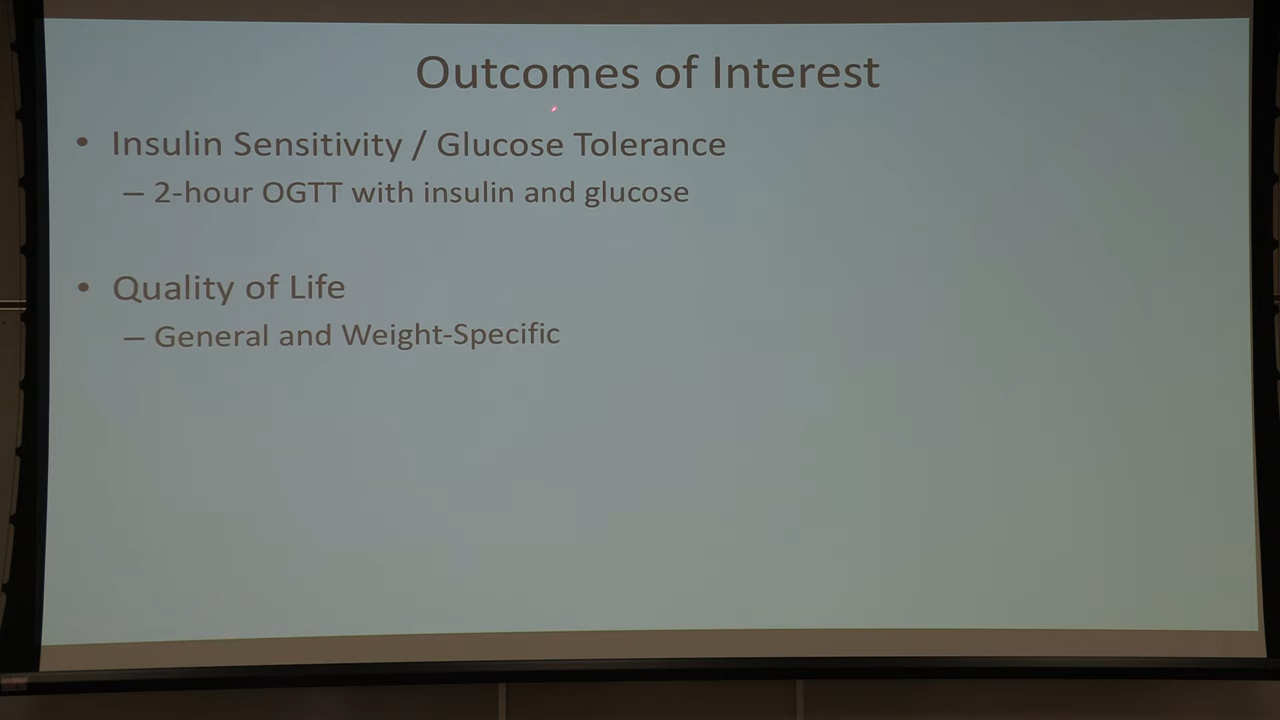 Outcomes of Interest
• Insulin Sensitivity / Glucose Tolerance
– 2-hour OGTT with insulin and glucose
• Quality of Life
– General and Weight-Specific